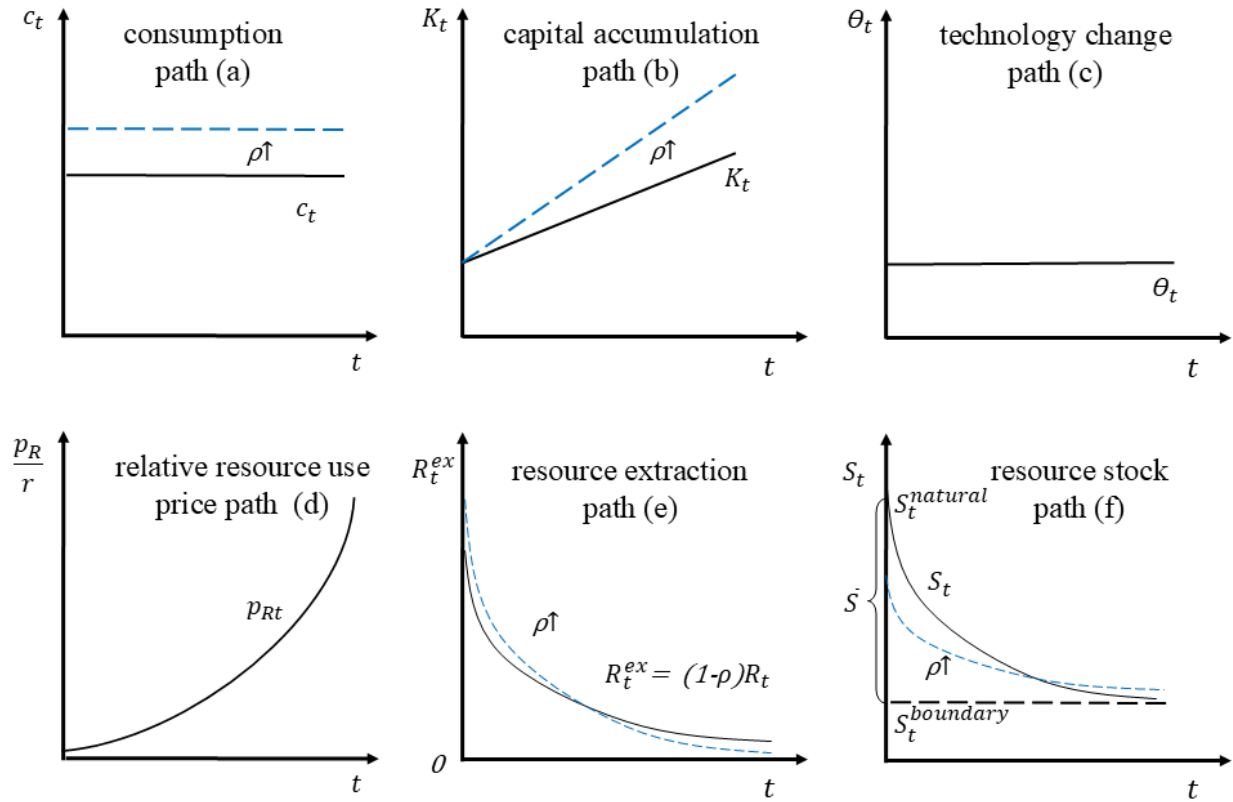 c_t
consumption
path (a)
ρ↑
c_t
t
K_t
capital accumulation
path (b)
ρ↑
K_t
t
θ_t
technology change
path (c)
θ_t
t
p_R
r
relative resource use
price path (d)
p_{Rt}
t
R_t^{ex}
resource extraction
path (e)
ρ↑
R_t^{ex} = (1-ρ)R_t
0
t
S_t
resource stock
path (f)
S_t^{natural}
S_t
Ṡ
ρ↑
S_t^{boundary}
t